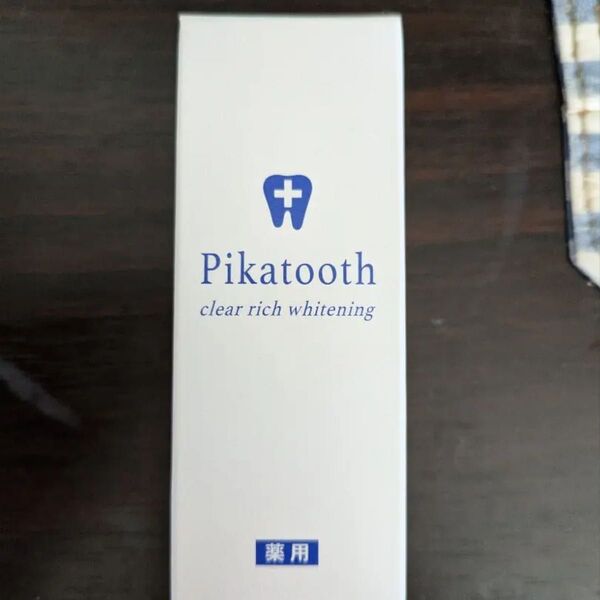 Pikatooth
clear rich whitening
薬用